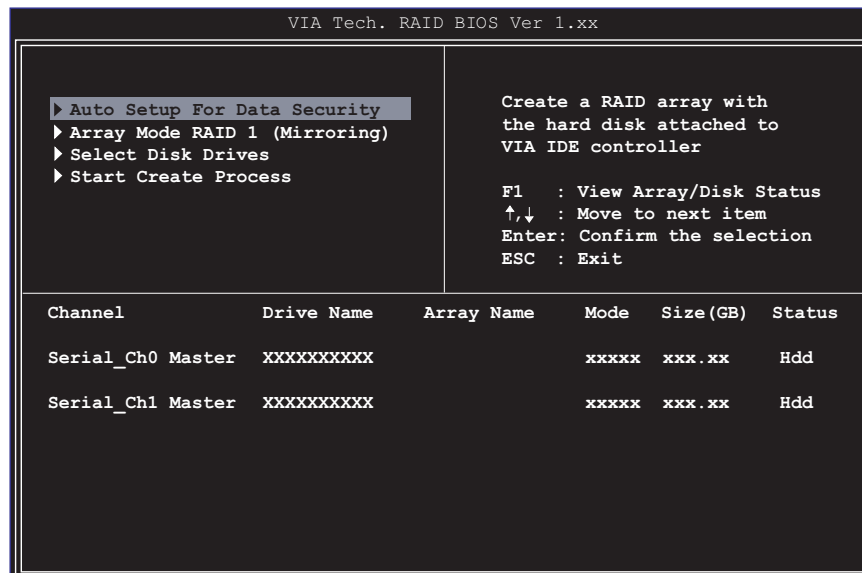 VIA Tech. RAID BIOS Ver 1.xx
Auto Setup For Data Security
Array Mode RAID 1 (Mirroring)
Select Disk Drives
Start Create Process
Create a RAID array with
the hard disk attached to
VIA IDE controller
F1 : View Array/Disk Status
↑,↓ : Move to next item
Enter: Confirm the selection
ESC : Exit
Channel Drive Name Array Name Mode Size(GB) Status
Serial_Ch0 Master XXXXXXXXXX xxxxx xxx.xx Hdd
Serial_Ch1 Master XXXXXXXXXX xxxxx xxx.xx Hdd